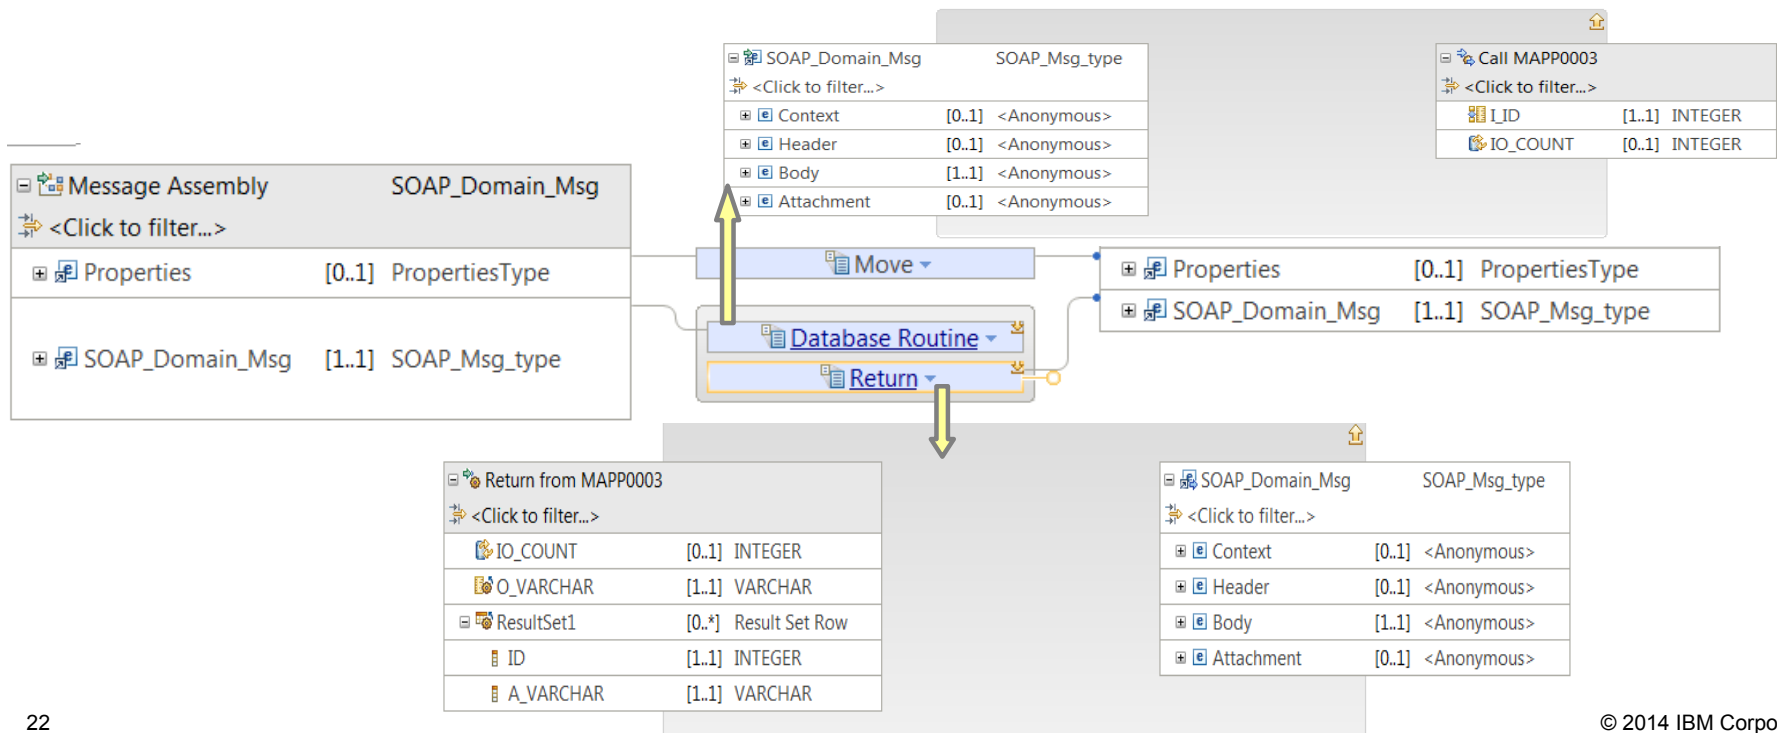 SOAP_Domain_Msg SOAP_Msg_type
<Click to filter...>
Context [0..1] <Anonymous>
Header [0..1] <Anonymous>
Body [1..1] <Anonymous>
Attachment [0..1] <Anonymous>
Call MAPP0003
<Click to filter...>
I_ID [1..1] INTEGER
IO_COUNT [0..1] INTEGER
Message Assembly SOAP_Domain_Msg
<Click to filter...>
Properties [0..1] PropertiesType
SOAP_Domain_Msg [1..1] SOAP_Msg_type
Move
Database Routine
Return
Properties [0..1] PropertiesType
SOAP_Domain_Msg [1..1] SOAP_Msg_type
Return from MAPP0003
<Click to filter...>
IO_COUNT [0..1] INTEGER
O_VARCHAR [1..1] VARCHAR
ResultSet1 [0..*] Result Set Row
ID [1..1] INTEGER
A_VARCHAR [1..1] VARCHAR
SOAP_Domain_Msg SOAP_Msg_type
<Click to filter...>
Context [0..1] <Anonymous>
Header [0..1] <Anonymous>
Body [1..1] <Anonymous>
Attachment [0..1] <Anonymous>
22
© 2014 IBM Corpo